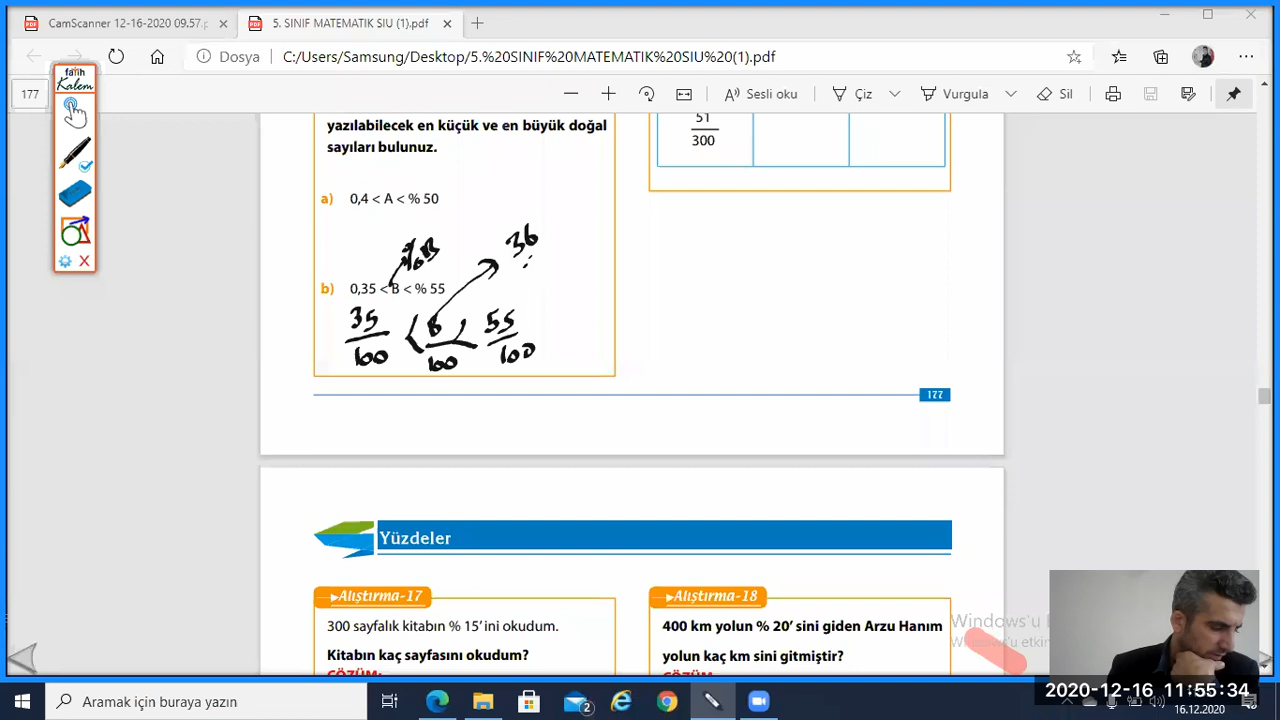 CamScanner 12-16-2020 09.57.p
5. SINIF MATEMATIK SIU (1).pdf
Dosya
C:/Users/Samsung/Desktop/5.%20SINIF%20MATEMATIK%20SIU%20(1).pdf
177
Sesli oku
Çiz
Vurgula
Sil
fatih
Kalem
yazılabilecek en küçük ve en büyük doğal
sayıları bulunuz.
51
300
a) 0,4 < A < % 50
%B
36
b) 0,35 < B < % 55
35 < B < 55
100 100 100
177
Yüzdeler
Alıştırma-17
300 sayfalık kitabın % 15' ini okudum.
Kitabın kaç sayfasını okudum?
ÇÖZÜM:
Alıştırma-18
400 km yolun % 20' sini giden Arzu Hanım
yolun kaç km sini gitmiştir?
Windows'u
Windows'u etkin
Aramak için buraya yazın
2
2020-12-16 11:55:34
16.12.2020